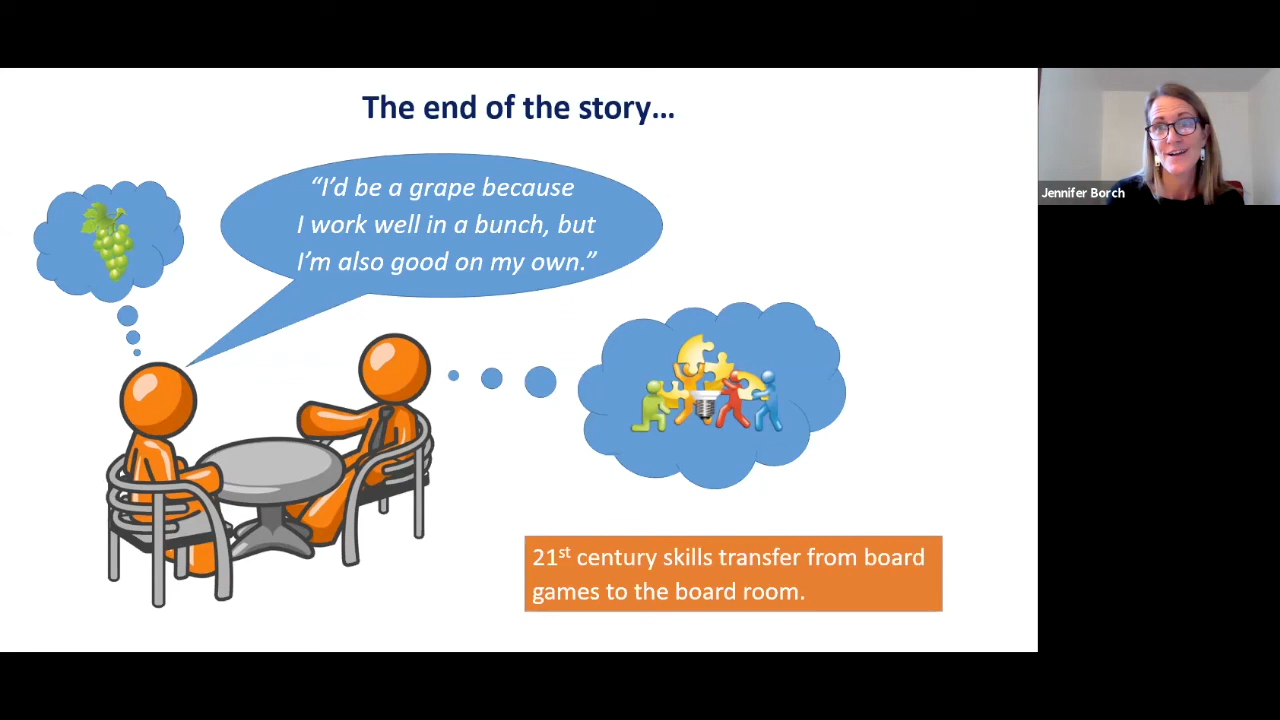 The end of the story...
“I’d be a grape because
I work well in a bunch, but
I’m also good on my own.”
Jennifer Borch
21st century skills transfer from board
games to the board room.